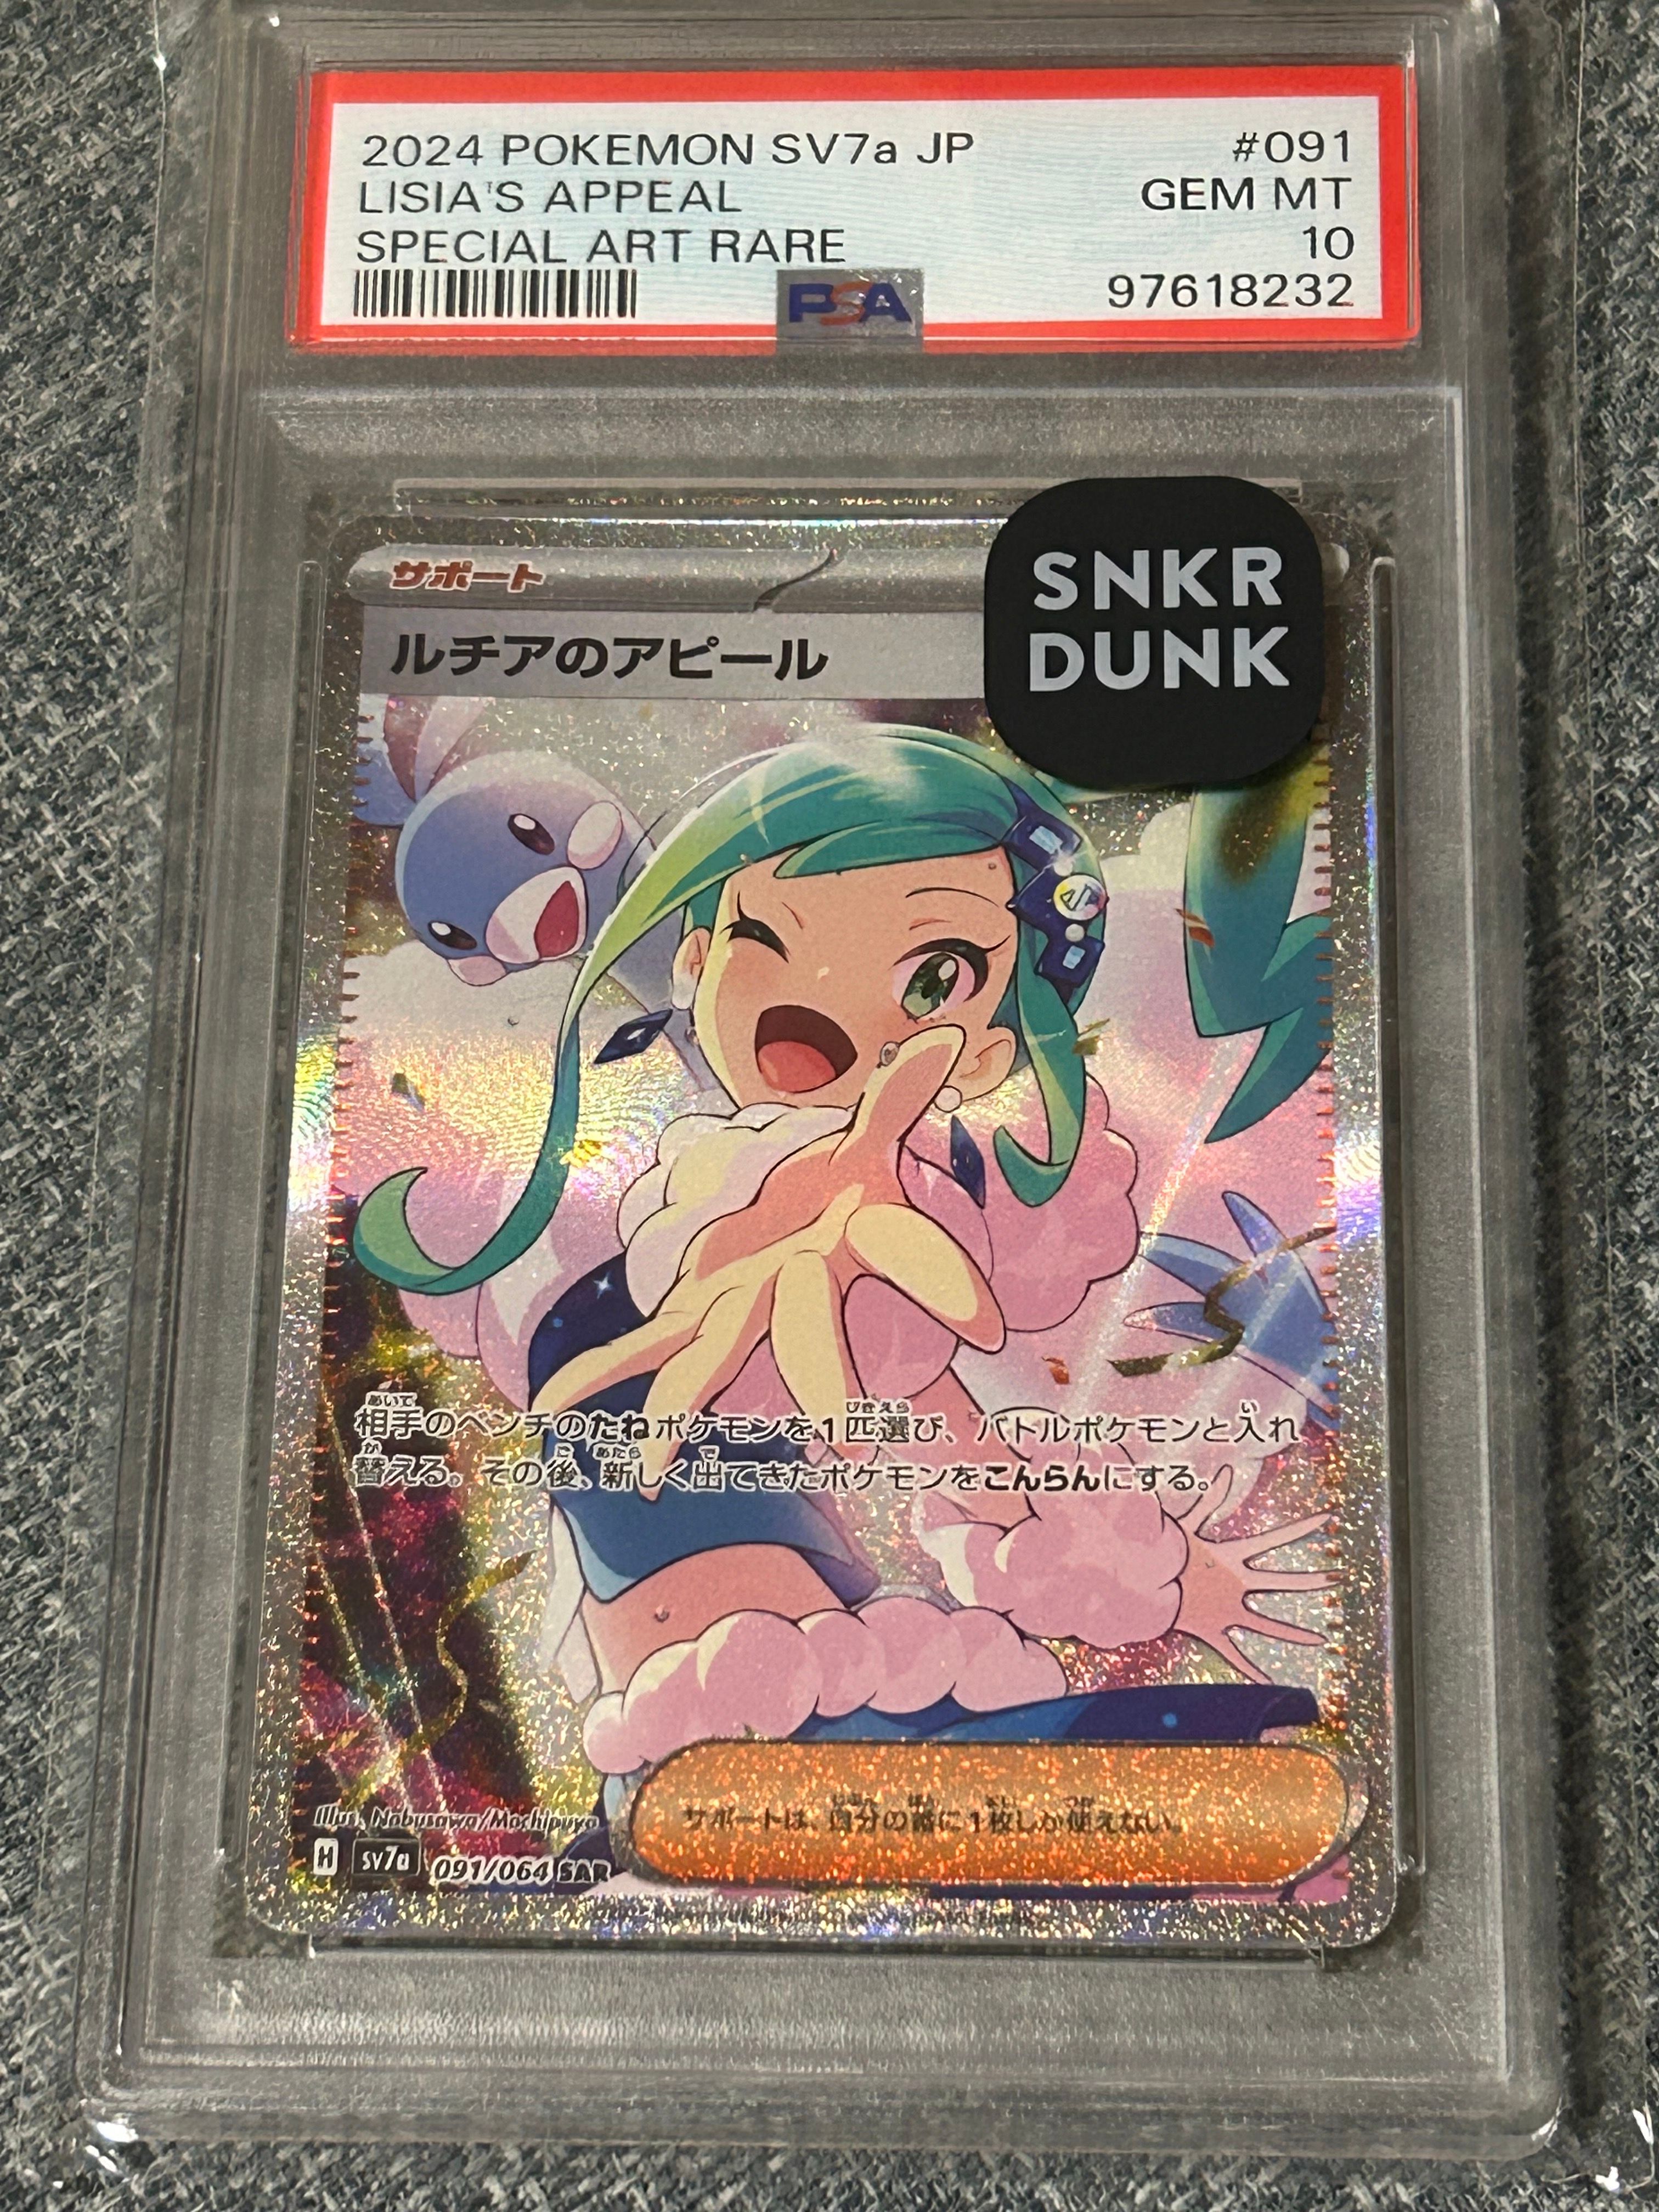 2024 POKEMON SV7a JP #091
LISIA'S APPEAL GEM MT
SPECIAL ART RARE 10
PSA 97618232
SNKR
DUNK
サポート
ルチアのアピール
相手のベンチのたねポケモンを1匹選び、バトルポケモンと入れ
替える。その後、新しく出てきたポケモンをこんらんにする。
サポートは、自分の番に1枚しか使えない。
Illus. Nobusawa/Mochipuyo
H SV7a 091/064 SAR